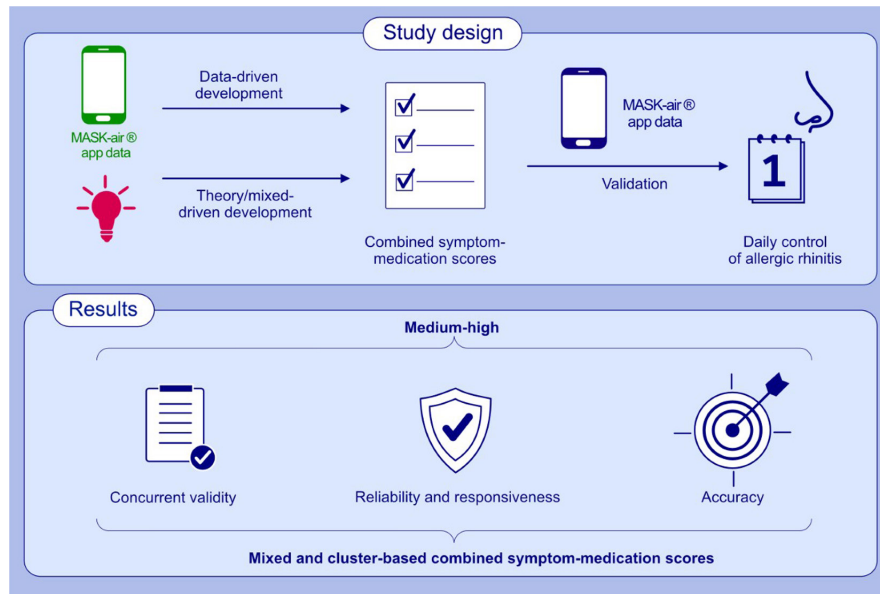 Study design
MASK-air ®
app data
Data-driven
development
Theory/mixed-
driven development
Combined symptom-
medication scores
MASK-air ®
app data
Validation
1
Daily control
of allergic rhinitis
Results
Medium-high
Concurrent validity
Reliability and responsiveness
Accuracy
Mixed and cluster-based combined symptom-medication scores